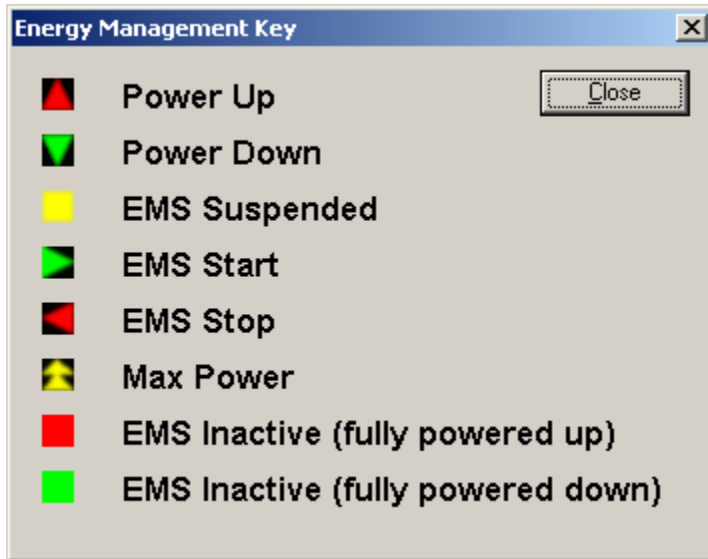 Energy Management Key
Power Up
Close
Power Down
EMS Suspended
EMS Start
EMS Stop
Max Power
EMS Inactive (fully powered up)
EMS Inactive (fully powered down)